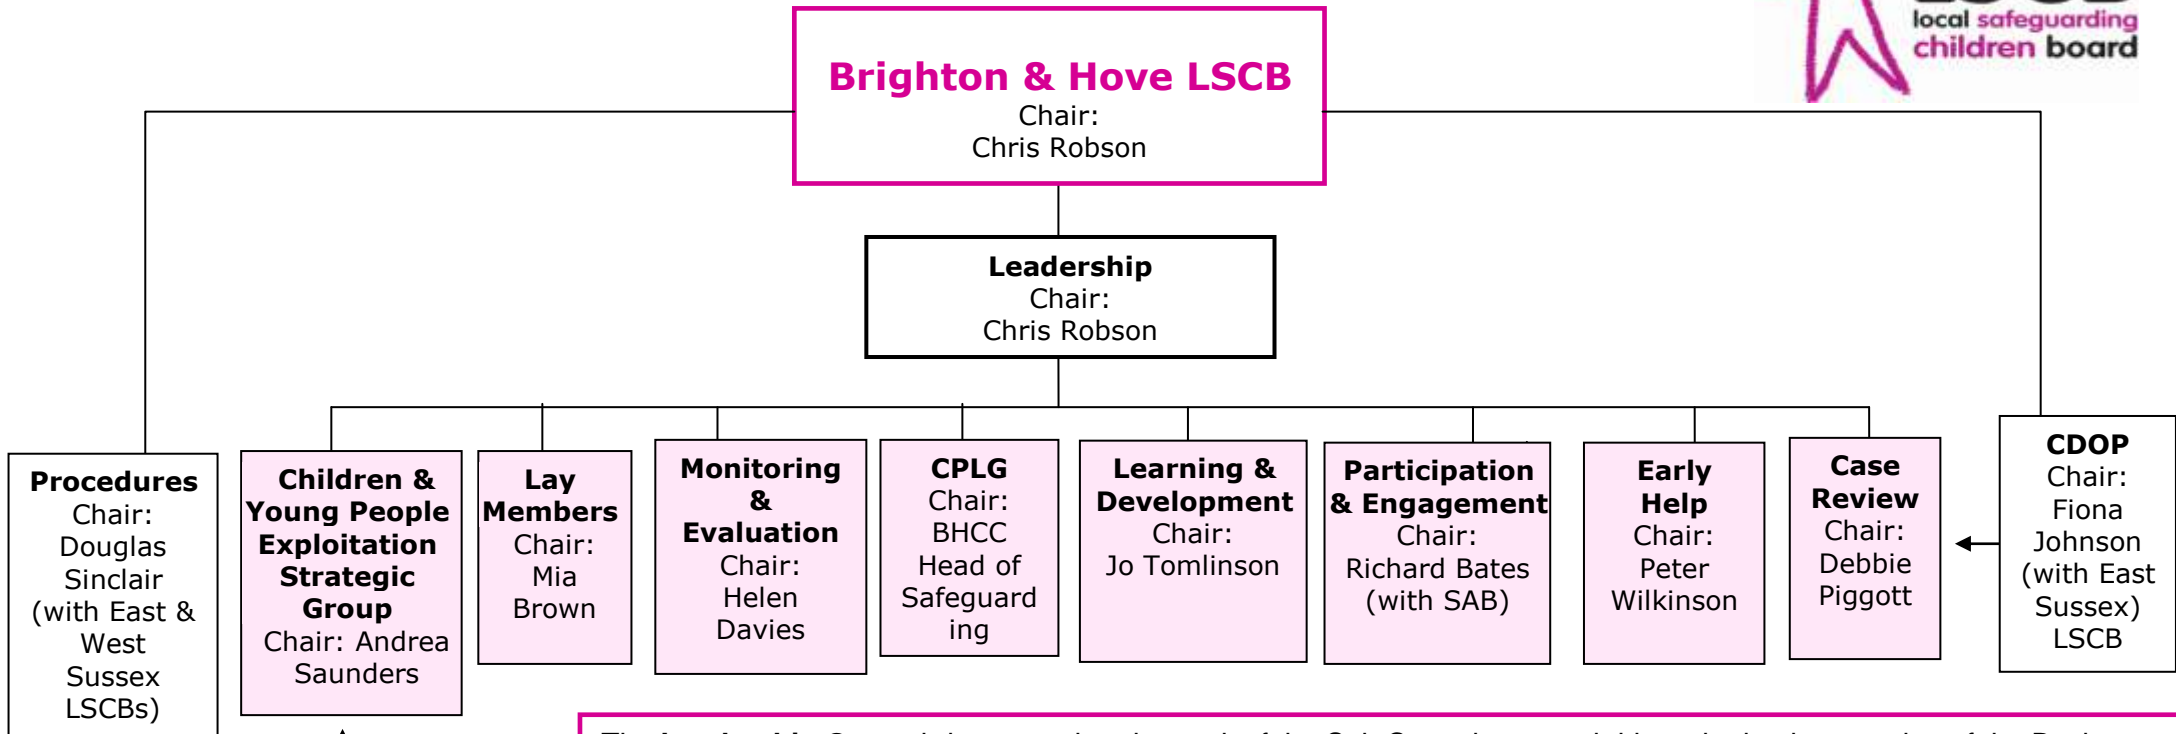 local safeguarding
children board
Brighton & Hove LSCB
Chair:
Chris Robson
Leadership
Chair:
Chris Robson
Procedures
Chair:
Douglas
Sinclair
(with East &
West
Sussex
LSCBs)
Children &
Young People
Exploitation
Strategic
Group
Chair: Andrea
Saunders
Lay
Members
Chair:
Mia
Brown
Monitoring
&
Evaluation
Chair:
Helen
Davies
CPLG
Chair:
BHCC
Head of
Safeguard
ing
Learning &
Development
Chair:
Jo Tomlinson
Participation
& Engagement
Chair:
Richard Bates
(with SAB)
Early
Help
Chair:
Peter
Wilkinson
Case
Review
Chair:
Debbie
Piggott
CDOP
Chair:
Fiona
Johnson
(with East
Sussex)
LSCB